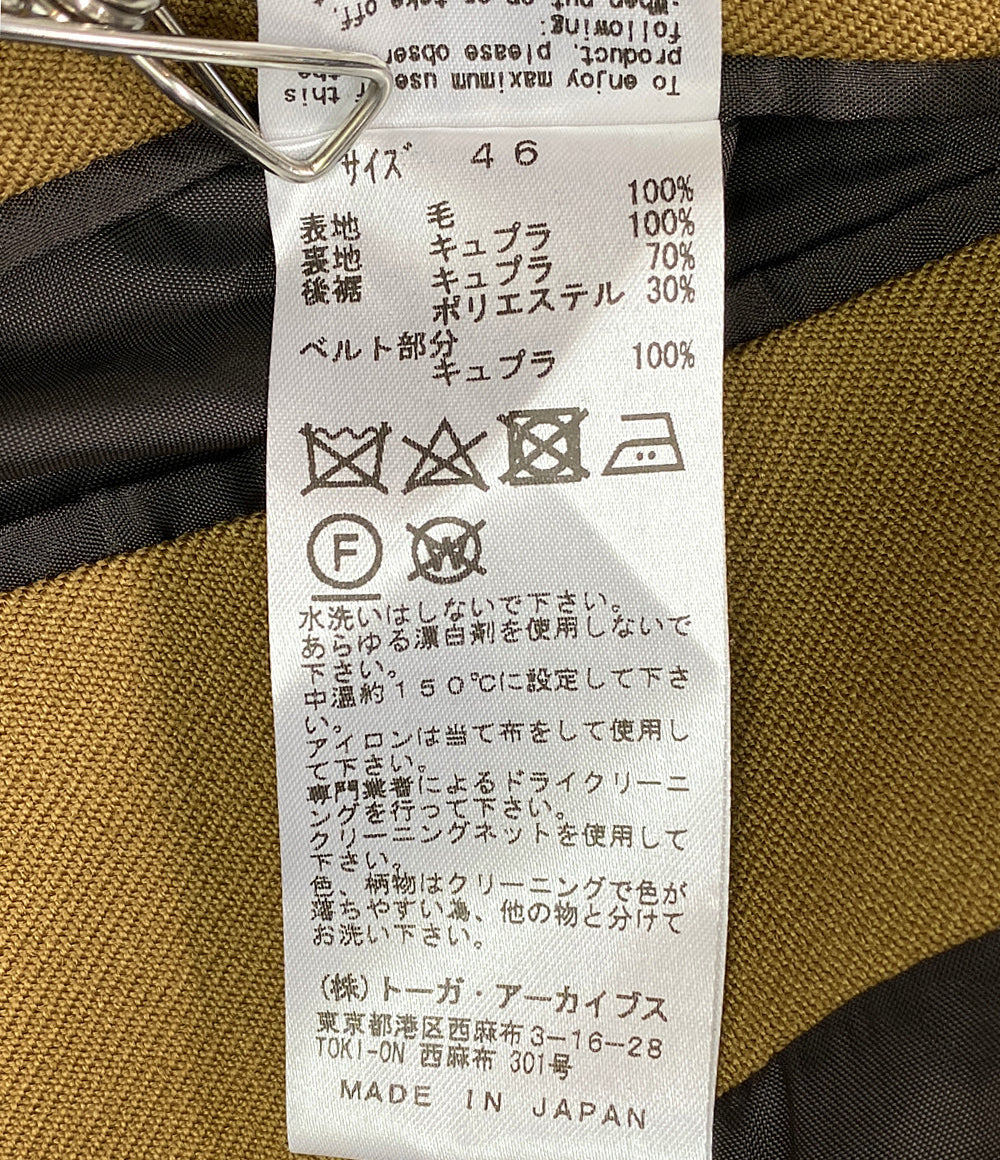 To enjoy maximum use of this
product, please obser
following:
サイズ 46
表地 毛 100%
裏地 キュプラ 100%
後裾 キュプラ 70%
ポリエステル 30%
ベルト部分
キュプラ 100%
F
W
水洗いはしないで下さい。
あらゆる漂白剤を使用しないで
下さい。
中温約150℃に設定して下さ
い。
アイロンは当て布をして使用し
て下さい。
専門業者によるドライクリーニ
ングを行って下さい。
クリーニングネットを使用して
下さい。
色、柄物はクリーニングで色が
落ちやすい為、他の物と分けて
お洗い下さい。
(株)トーガ・アーカイブス
東京都港区西麻布3-16-28
TOKI-ON 西麻布 301号
MADE IN JAPAN